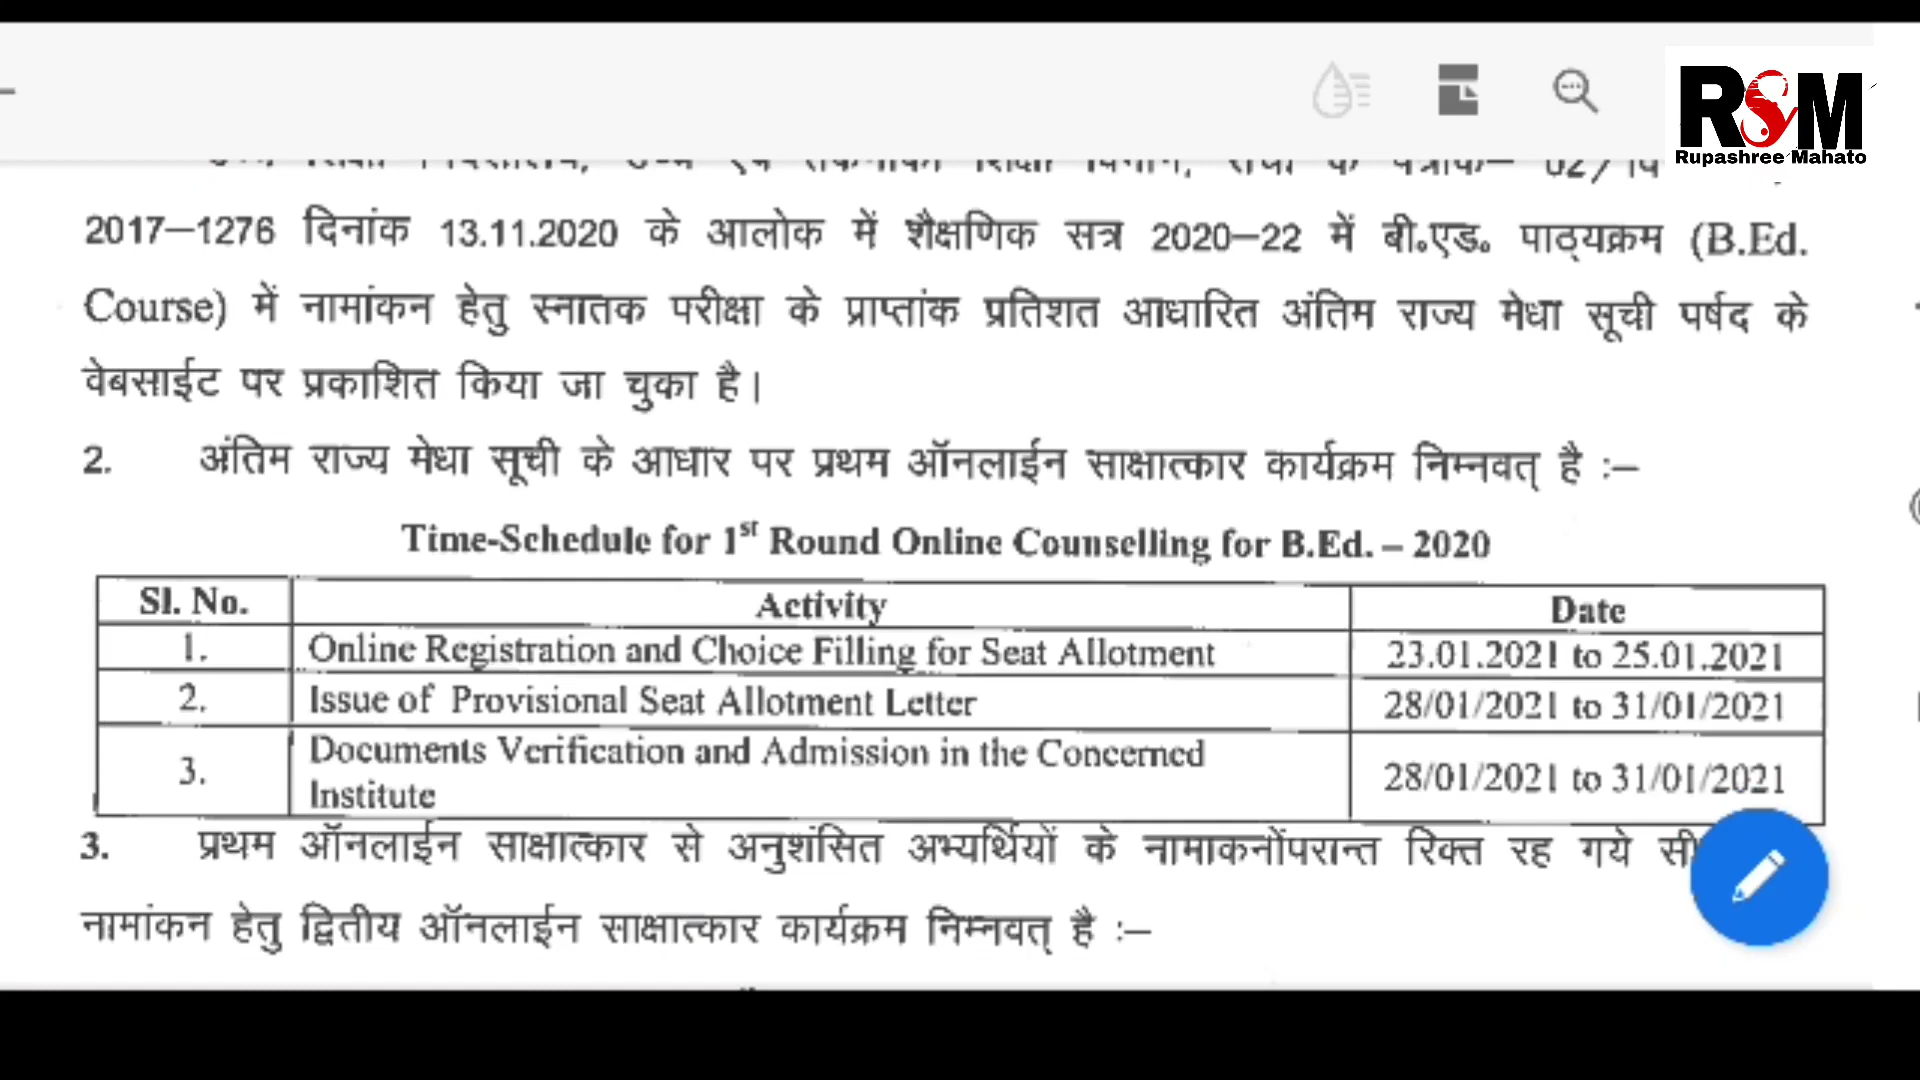 RSM
Rupashree Mahato
2017–1276 दिनांक 13.11.2020 के आलोक में शैक्षणिक सत्र 2020–22 में बी॰एड॰ पाठ्यक्रम (B.Ed.
Course) में नामांकन हेतु स्नातक परीक्षा के प्राप्तांक प्रतिशत आधारित अंतिम राज्य मेधा सूची पर्षद के
वेबसाईट पर प्रकाशित किया जा चुका है।
2. अंतिम राज्य मेधा सूची के आधार पर प्रथम ऑनलाईन साक्षात्कार कार्यक्रम निम्नवत् है :–
Time-Schedule for 1st Round Online Counselling for B.Ed. – 2020
Sl. No. Activity Date
1. Online Registration and Choice Filling for Seat Allotment 23.01.2021 to 25.01.2021
2. Issue of Provisional Seat Allotment Letter 28/01/2021 to 31/01/2021
3. Documents Verification and Admission in the Concerned Institute 28/01/2021 to 31/01/2021
3. प्रथम ऑनलाईन साक्षात्कार से अनुशंसित अभ्यर्थियों के नामाकनोंपरान्त रिक्त रह गये
नामांकन हेतु द्वितीय ऑनलाईन साक्षात्कार कार्यक्रम निम्नवत् है :–